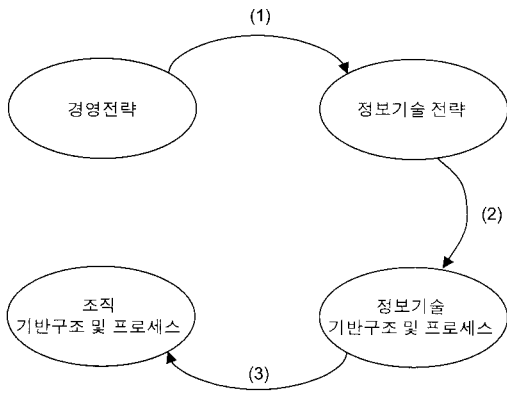 (1)
경영전략
정보기술 전략
(2)
조직
기반구조 및 프로세스
정보기술
기반구조 및 프로세스
(3)